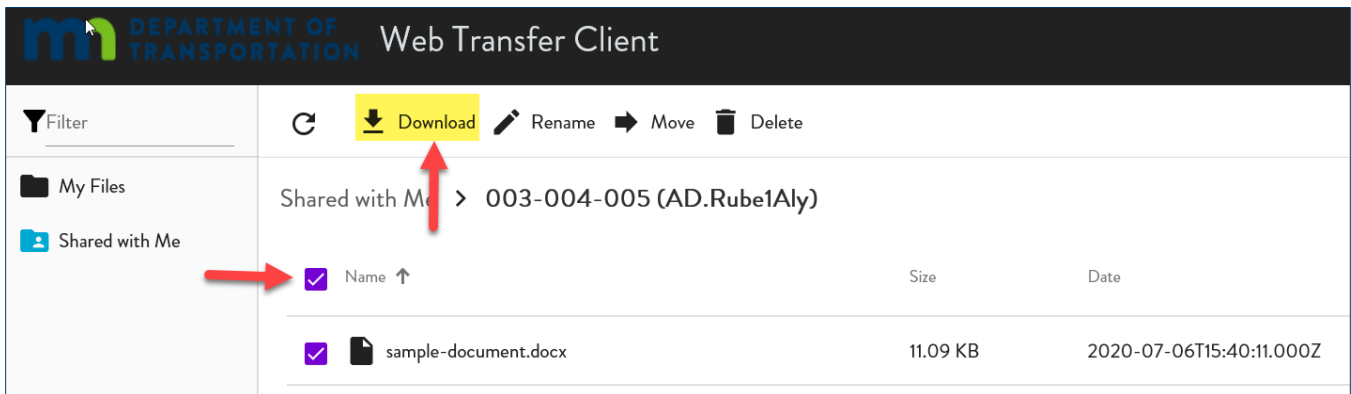 mn DEPARTMENT OF
TRANSPORTATION
Web Transfer Client
Filter
Download Rename Move Delete
My Files
Shared with Me
Shared with Me > 003-004-005 (AD.Rube1Aly)
Name ↑ Size Date
sample-document.docx 11.09 KB 2020-07-06T15:40:11.000Z